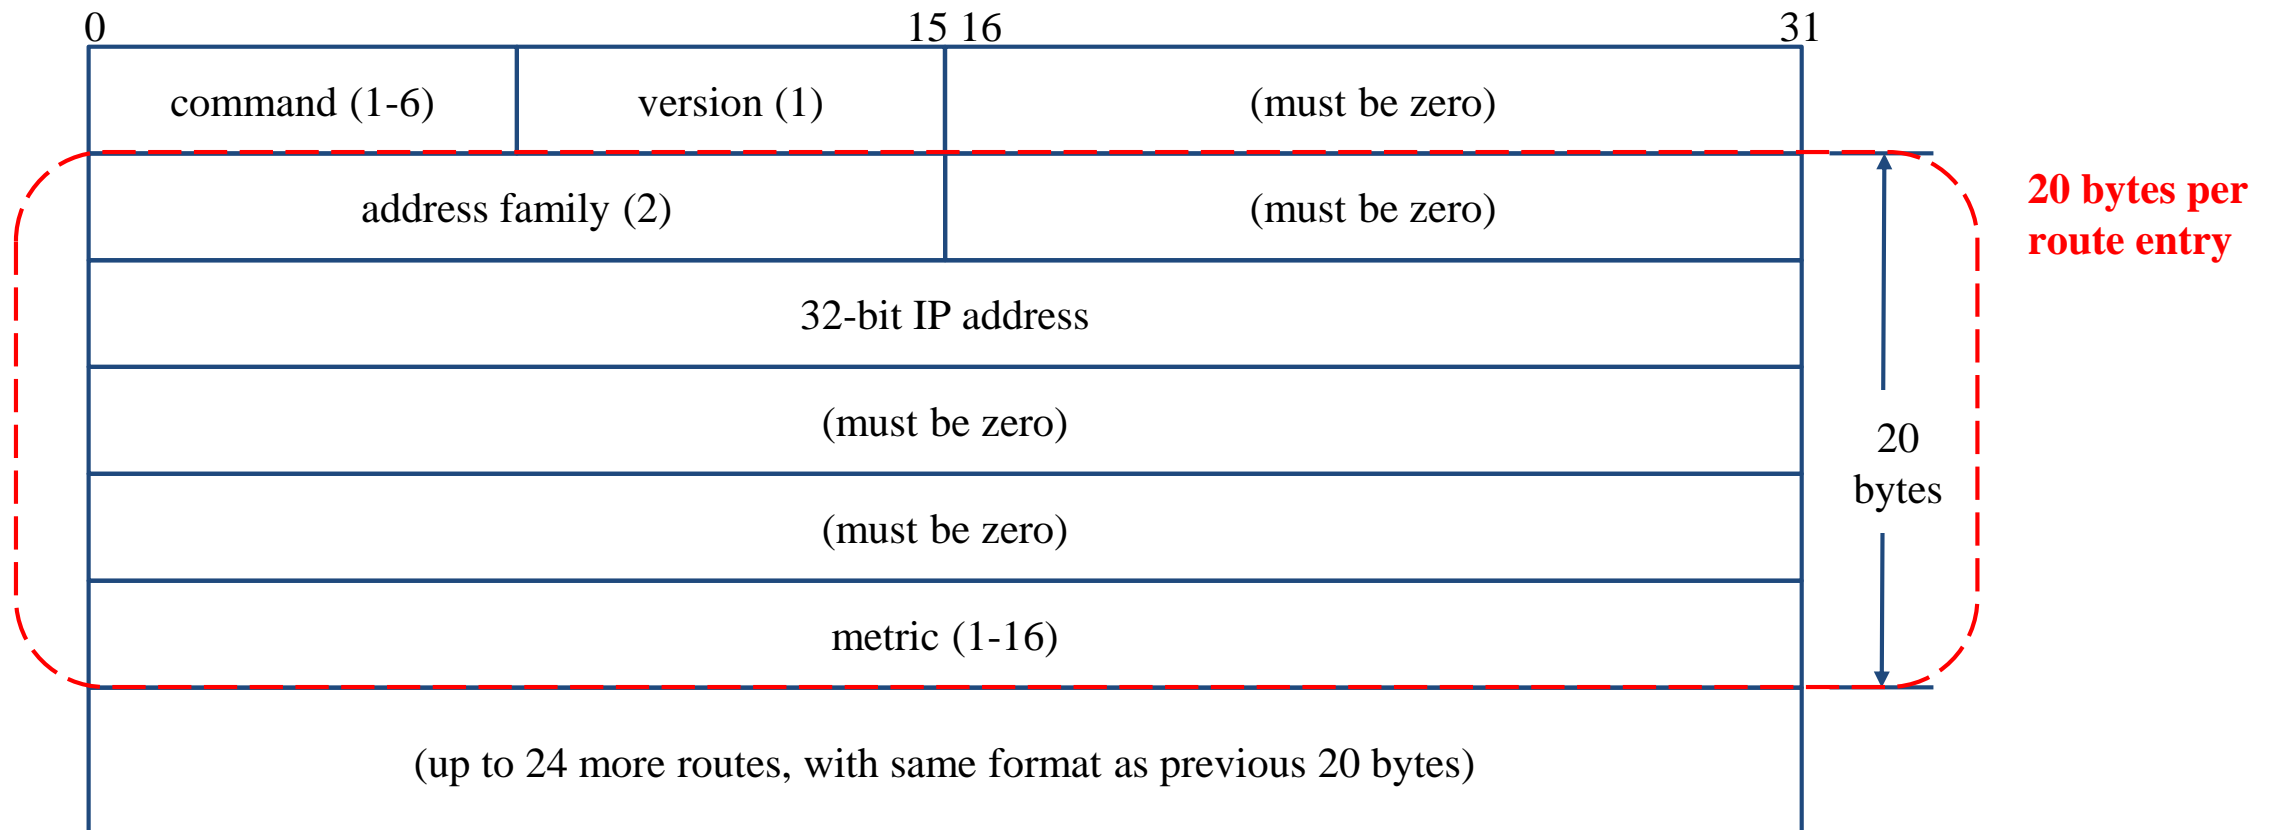 0
15 16
31
command (1-6)
version (1)
(must be zero)
address family (2)
(must be zero)
32-bit IP address
(must be zero)
(must be zero)
metric (1-16)
(up to 24 more routes, with same format as previous 20 bytes)
20
bytes
20 bytes per
route entry